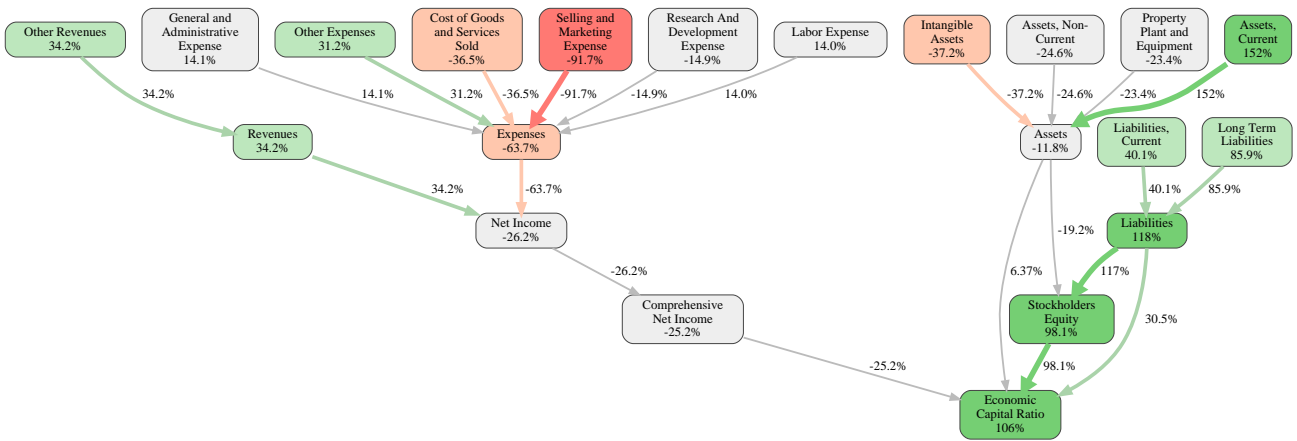 Other Revenues
34.2%
General and
Administrative
Expense
14.1%
Other Expenses
31.2%
Cost of Goods
and Services
Sold
-36.5%
Selling and
Marketing
Expense
-91.7%
Research And
Development
Expense
-14.9%
Labor Expense
14.0%
Intangible
Assets
-37.2%
Assets, Non-
Current
-24.6%
Property
Plant and
Equipment
-23.4%
Assets,
Current
152%
34.2%
14.1%
31.2%
-36.5%
-91.7%
-14.9%
14.0%
-37.2%
-24.6%
-23.4%
152%
Revenues
34.2%
Expenses
-63.7%
Assets
-11.8%
Liabilities,
Current
40.1%
Long Term
Liabilities
85.9%
34.2%
-63.7%
40.1%
85.9%
Net Income
-26.2%
-19.2%
Liabilities
118%
-26.2%
6.37%
117%
Comprehensive
Net Income
-25.2%
Stockholders
Equity
98.1%
30.5%
-25.2%
98.1%
Economic
Capital Ratio
106%